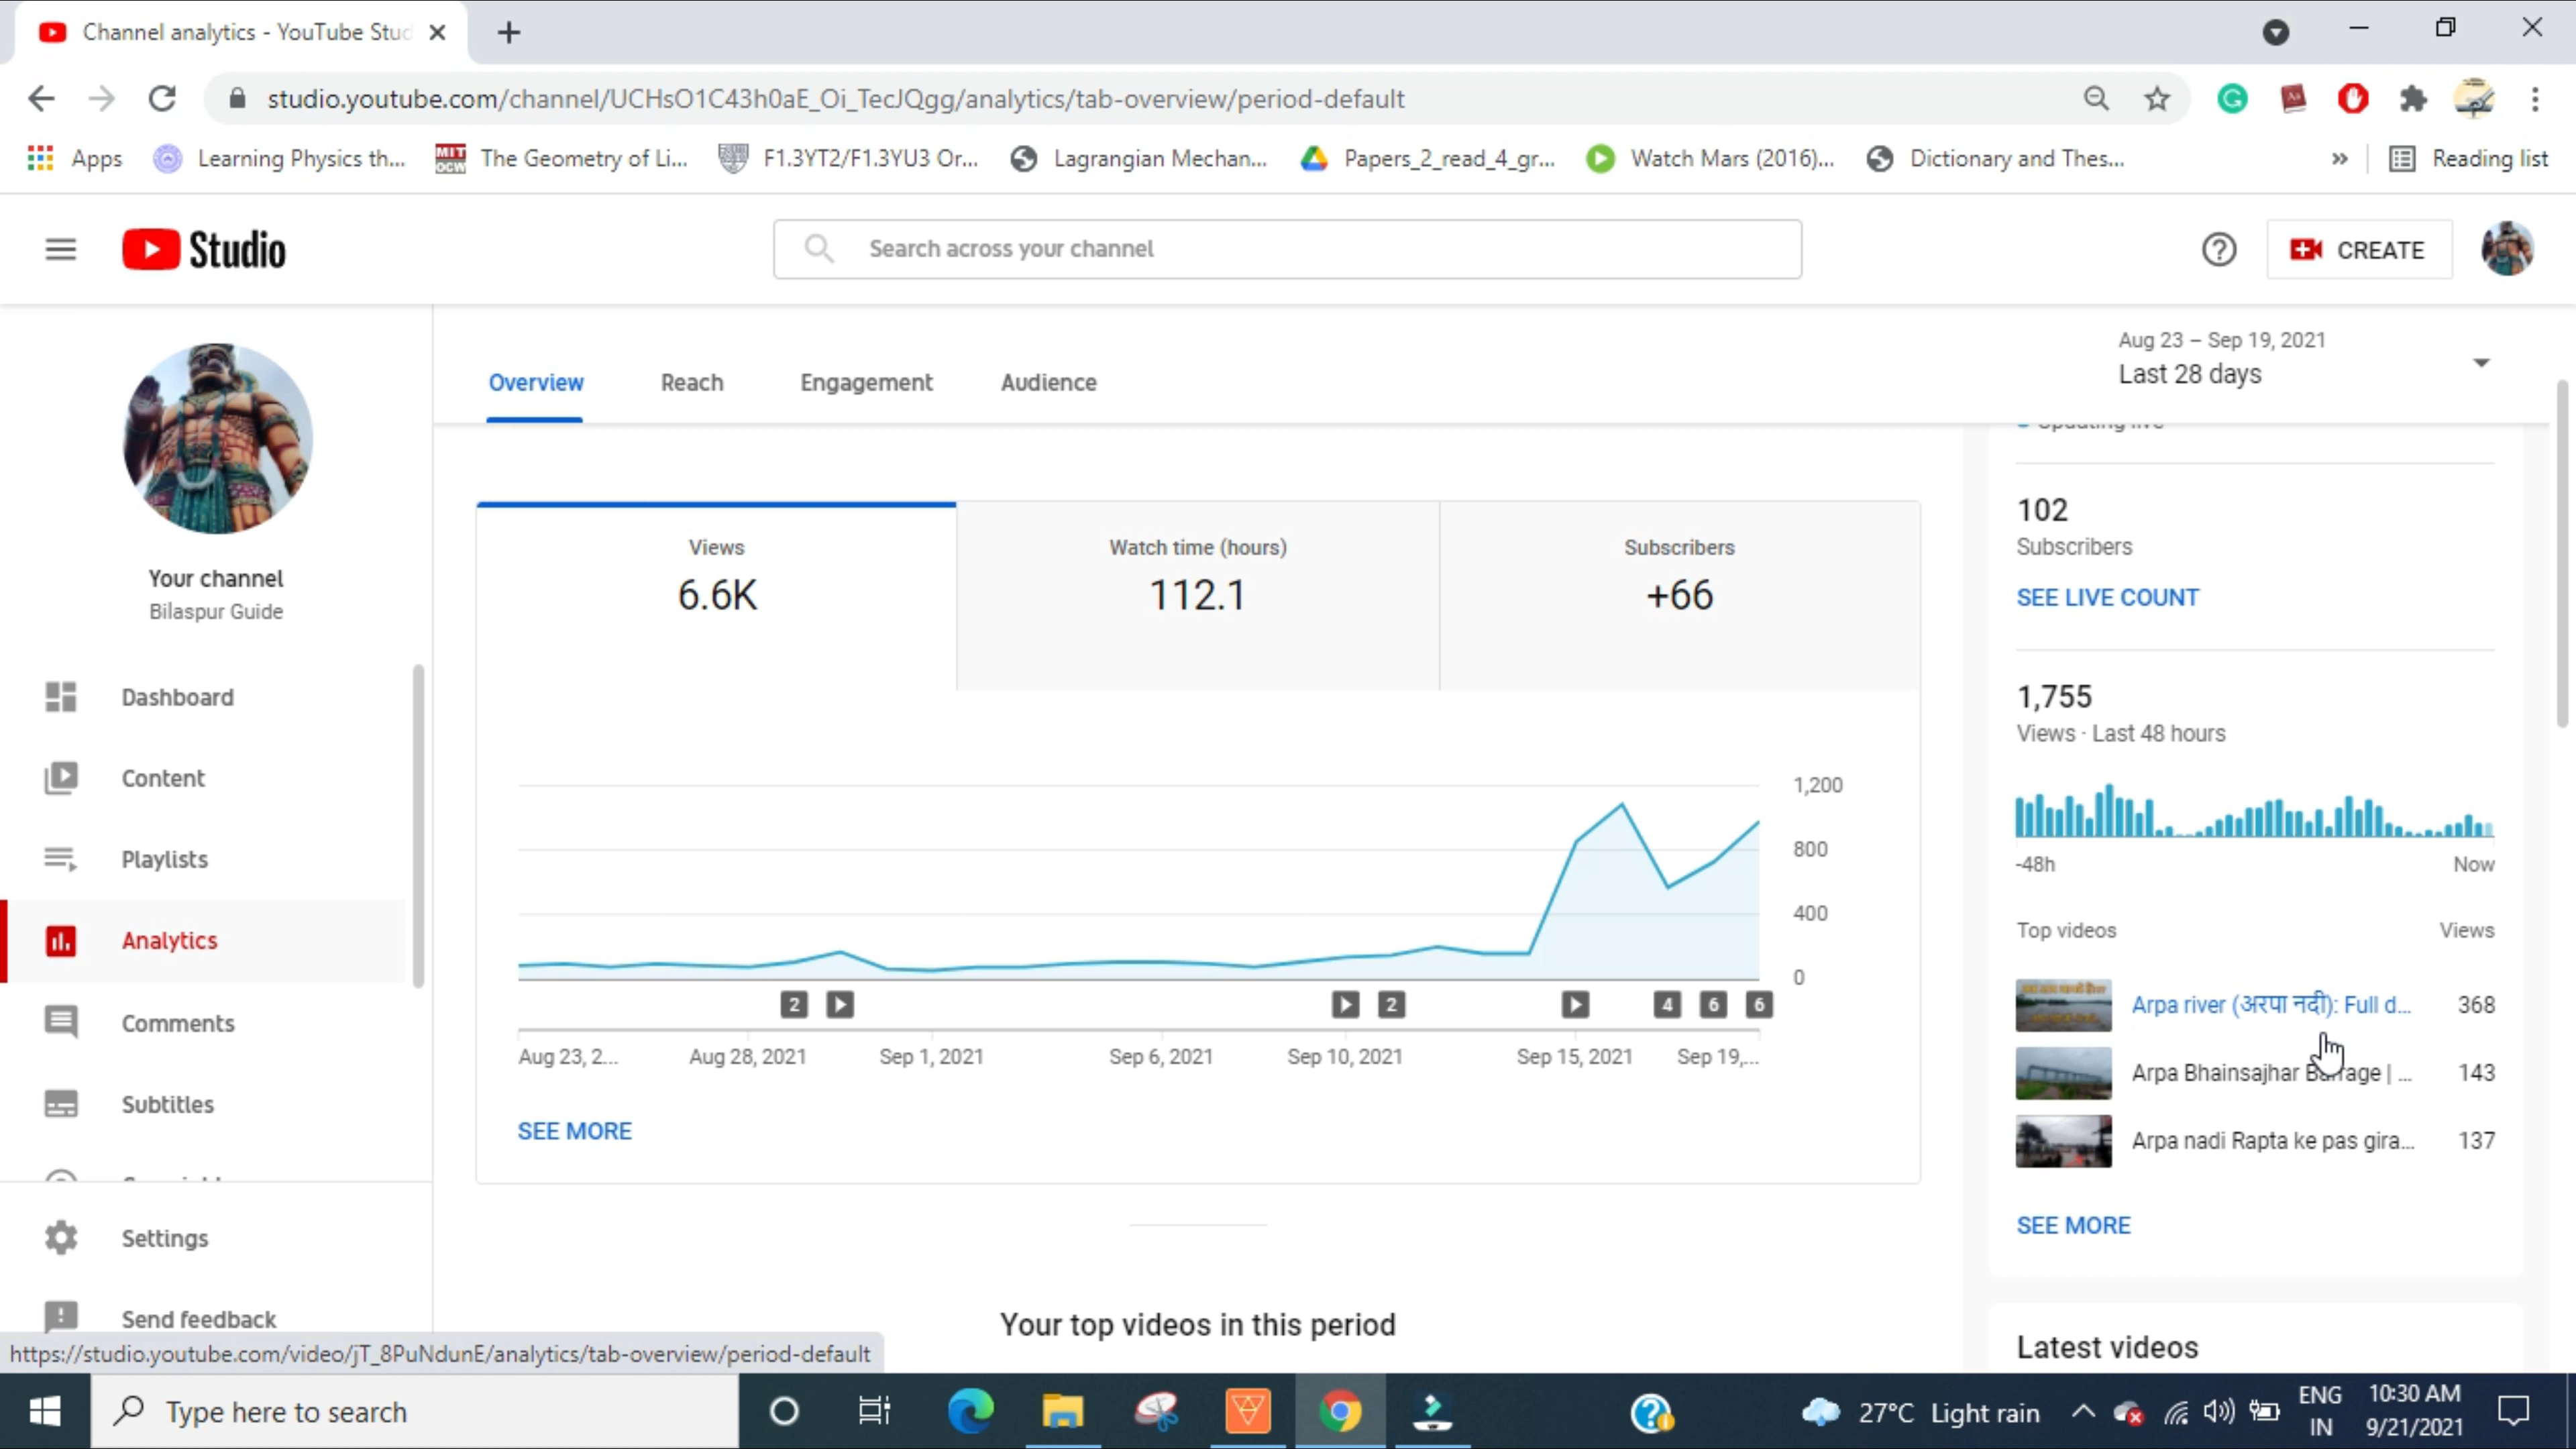 Channel analytics - YouTube Stud
studio.youtube.com/channel/UCHsO1C43h0aE_Oi_TecJQgg/analytics/tab-overview/period-default
Apps Learning Physics th... MIT OCW The Geometry of Li... F1.3YT2/F1.3YU3 Or... Lagrangian Mechan... Papers_2_read_4_gr... Watch Mars (2016)... Dictionary and Thes... » Reading list
Studio Search across your channel CREATE
Aug 23 – Sep 19, 2021
Last 28 days
Overview Reach Engagement Audience
Your channel
Bilaspur Guide
Dashboard
Content
Playlists
Analytics
Comments
Subtitles
Settings
Send feedback
Views Watch time (hours) Subscribers
6.6K 112.1 +66
1,200
800
400
0
2 2 4 6 6
Aug 23, 2... Aug 28, 2021 Sep 1, 2021 Sep 6, 2021 Sep 10, 2021 Sep 15, 2021 Sep 19,...
SEE MORE
Your top videos in this period
Updating live
102
Subscribers
SEE LIVE COUNT
1,755
Views · Last 48 hours
-48h Now
Top videos Views
Arpa river (अरपा नदी): Full d... 368
Arpa Bhainsajhar Barrage | ... 143
Arpa nadi Rapta ke pas gira... 137
SEE MORE
Latest videos
https://studio.youtube.com/video/jT_8PuNdunE/analytics/tab-overview/period-default
Type here to search 27°C Light rain ENG IN 10:30 AM 9/21/2021